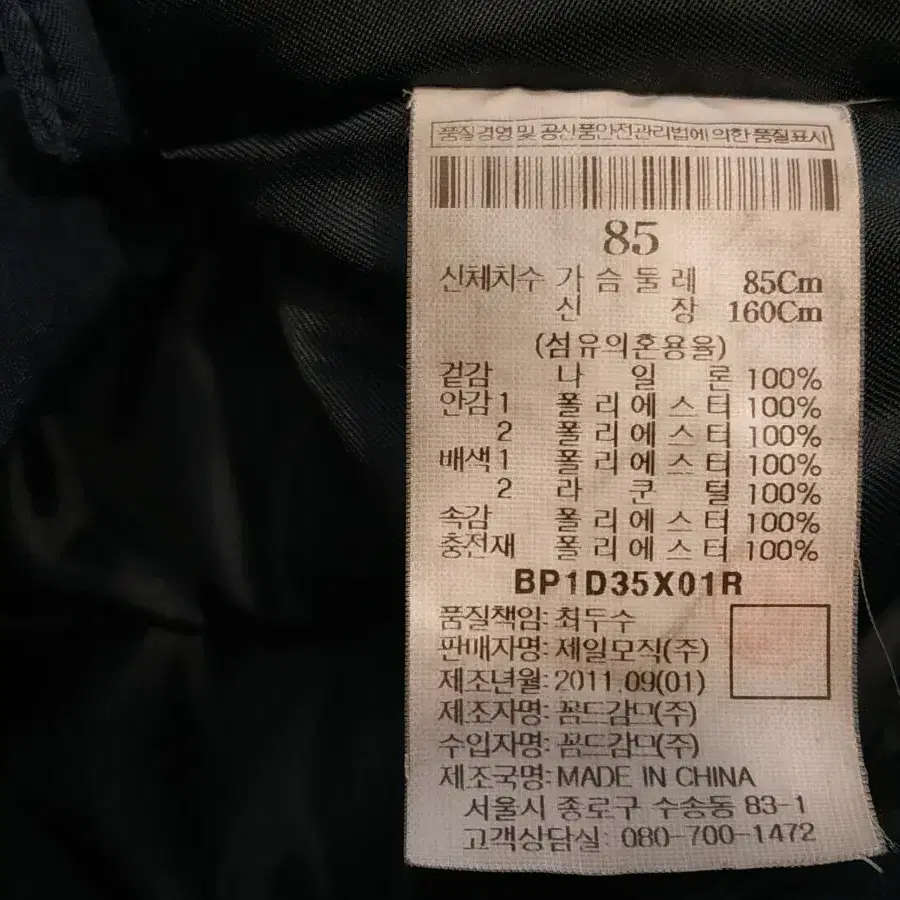 품질경영 및 공산품안전관리법에 의한 품질표시
85
신체치수 가슴둘레 85Cm
신장 160Cm
(섬유의혼용율)
겉감 나일론 100%
안감1 폴리에스터 100%
2 폴리에스터 100%
배색1 폴리에스터 100%
2 라쿤털 100%
속감 폴리에스터 100%
충전재 폴리에스터 100%
BP1D35X01R
품질책임: 최두수
판매자명: 제일모직(주)
제조년월: 2011.09(01)
제조자명: 꼼드감므(주)
수입자명: 꼼드감므(주)
제조국명: MADE IN CHINA
서울시 종로구 수송동 83-1
고객상담실: 080-700-1472